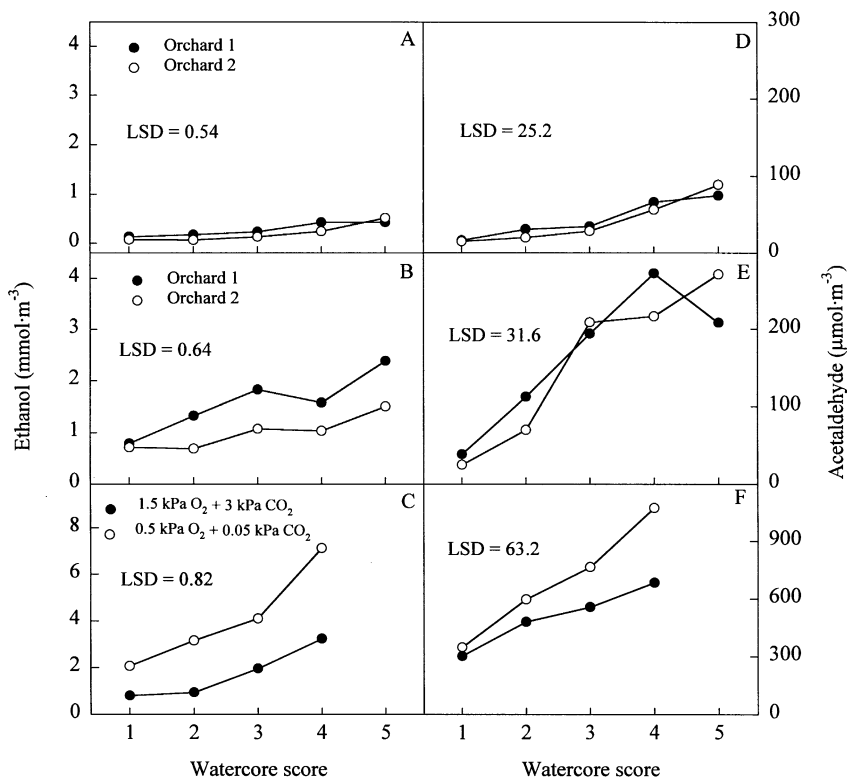 A
4
3
2
1
0
Orchard 1
Orchard 2
LSD = 0.54
D
300
200
100
0
LSD = 25.2
B
4
3
2
1
0
Orchard 1
Orchard 2
LSD = 0.64
E
200
100
0
LSD = 31.6
C
8
6
4
2
0
1.5 kPa O₂ + 3 kPa CO₂
0.5 kPa O₂ + 0.05 kPa CO₂
LSD = 0.82
F
900
600
300
0
LSD = 63.2
Ethanol (mmol·m⁻³)
Acetaldehyde (μmol·m⁻³)
1 2 3 4 5
1 2 3 4 5
Watercore score
Watercore score